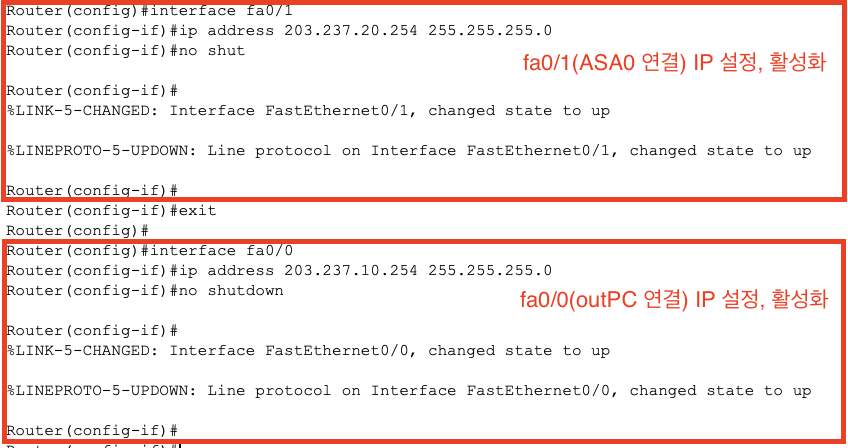 Router(config)#interface fa0/1
Router(config-if)#ip address 203.237.20.254 255.255.255.0
Router(config-if)#no shut
fa0/1(ASA0 연결) IP 설정, 활성화
Router(config-if)#
%LINK-5-CHANGED: Interface FastEthernet0/1, changed state to up
%LINEPROTO-5-UPDOWN: Line protocol on Interface FastEthernet0/1, changed state to up
Router(config-if)#
Router(config-if)#exit
Router(config)#
Router(config)#interface fa0/0
Router(config-if)#ip address 203.237.10.254 255.255.255.0
Router(config-if)#no shutdown
fa0/0(outPC 연결) IP 설정, 활성화
Router(config-if)#
%LINK-5-CHANGED: Interface FastEthernet0/0, changed state to up
%LINEPROTO-5-UPDOWN: Line protocol on Interface FastEthernet0/0, changed state to up
Router(config-if)#